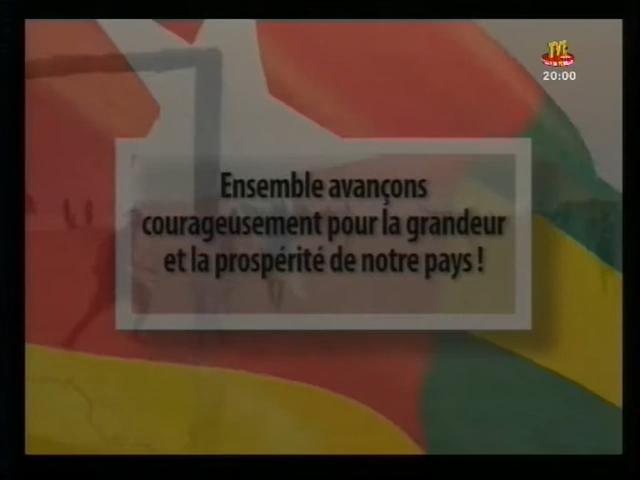 TVT
20:00
Ensemble avançons
courageusement pour la grandeur
et la prospérité de notre pays !